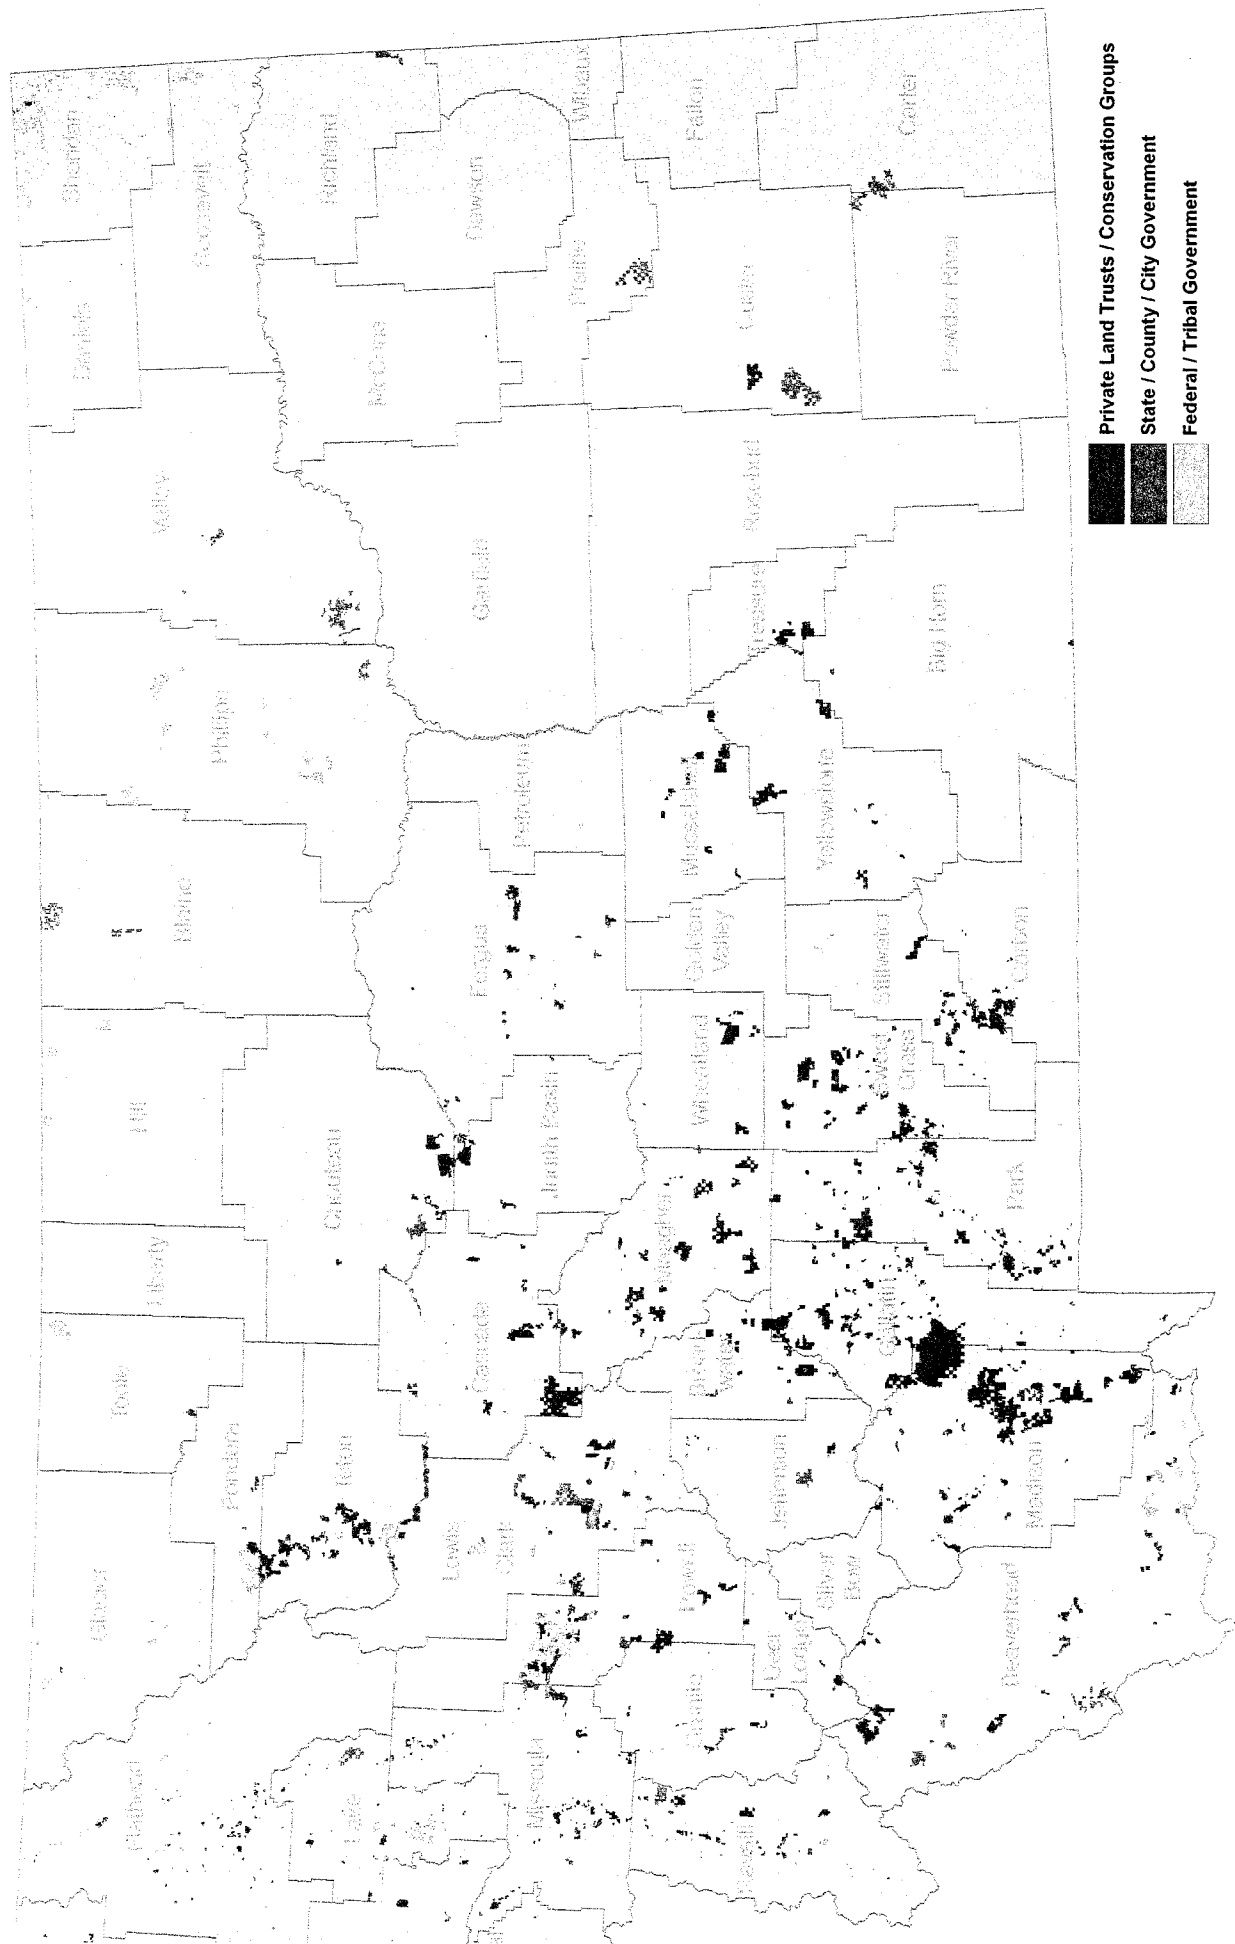 Glacier
Toole
Liberty
Hill
Blaine
Phillips
Valley
Daniels
Sheridan
Flathead
Pondera
Teton
Chouteau
Roosevelt
Richland
Lake
Lewis
Clark
Cascade
Judith Basin
Fergus
Petroleum
Garfield
McCone
Dawson
Missoula
Powell
Meagher
Wheatland
Golden
Valley
Musselshell
Treasure
Rosebud
Prairie
Wibaux
Granite
Deer
Lodge
Silver
Bow
Jefferson
Gallatin
Sweet
Grass
Stillwater
Yellowstone
Custer
Fallon
Ravalli
Beaverhead
Madison
Park
Carbon
Big Horn
Powder River
Carter
Private Land Trusts / Conservation Groups
State / County / City Government
Federal / Tribal Government